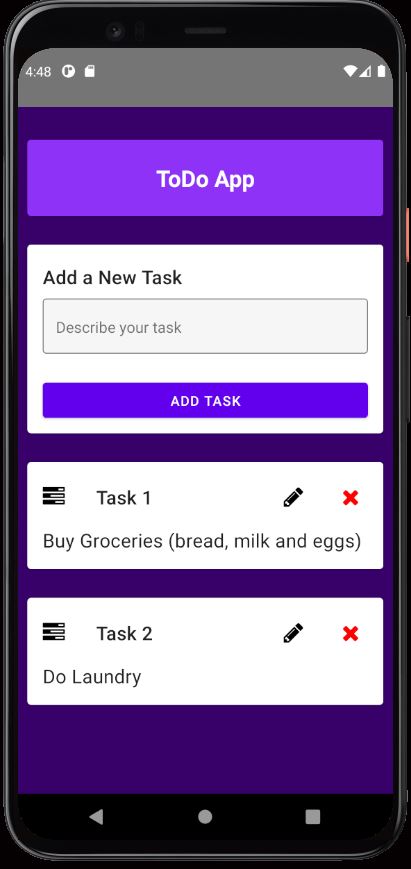 4:48
ToDo App
Add a New Task
Describe your task
ADD TASK
Task 1
Buy Groceries (bread, milk and eggs)
Task 2
Do Laundry